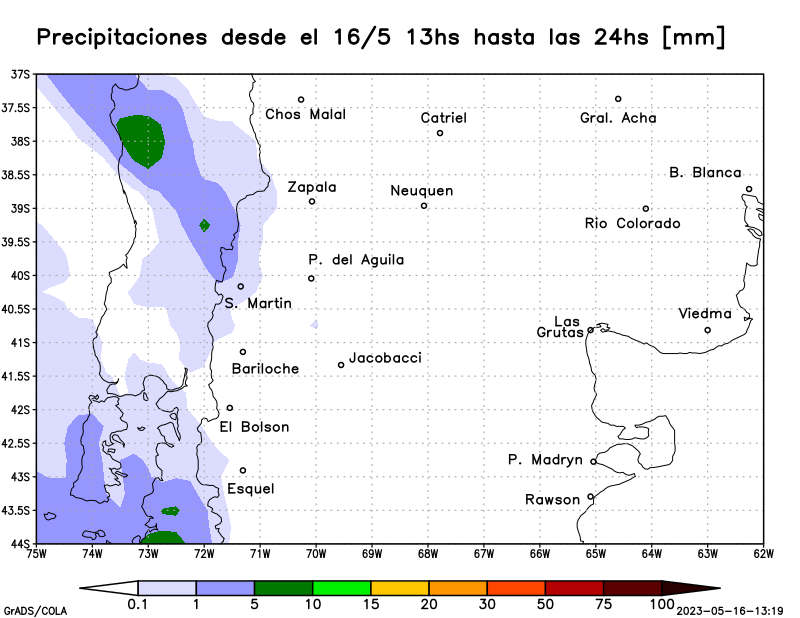 Precipitaciones desde el 16/5 13hs hasta las 24hs [mm]
37S
37.5S
38S
38.5S
39S
39.5S
40S
40.5S
41S
41.5S
42S
42.5S
43S
43.5S
44S
Chos Malal
Catriel
Gral. Acha
B. Blanca
Zapala
Neuquen
Rio Colorado
P. del Aguila
S. Martin
Viedma
Las
Grutas
Bariloche
Jacobacci
El Bolson
P. Madryn
Esquel
Rawson
75W 74W 73W 72W 71W 70W 69W 68W 67W 66W 65W 64W 63W 62W
0.1 1 5 10 15 20 30 50 75 100
GrADS/COLA
2023-05-16-13:19